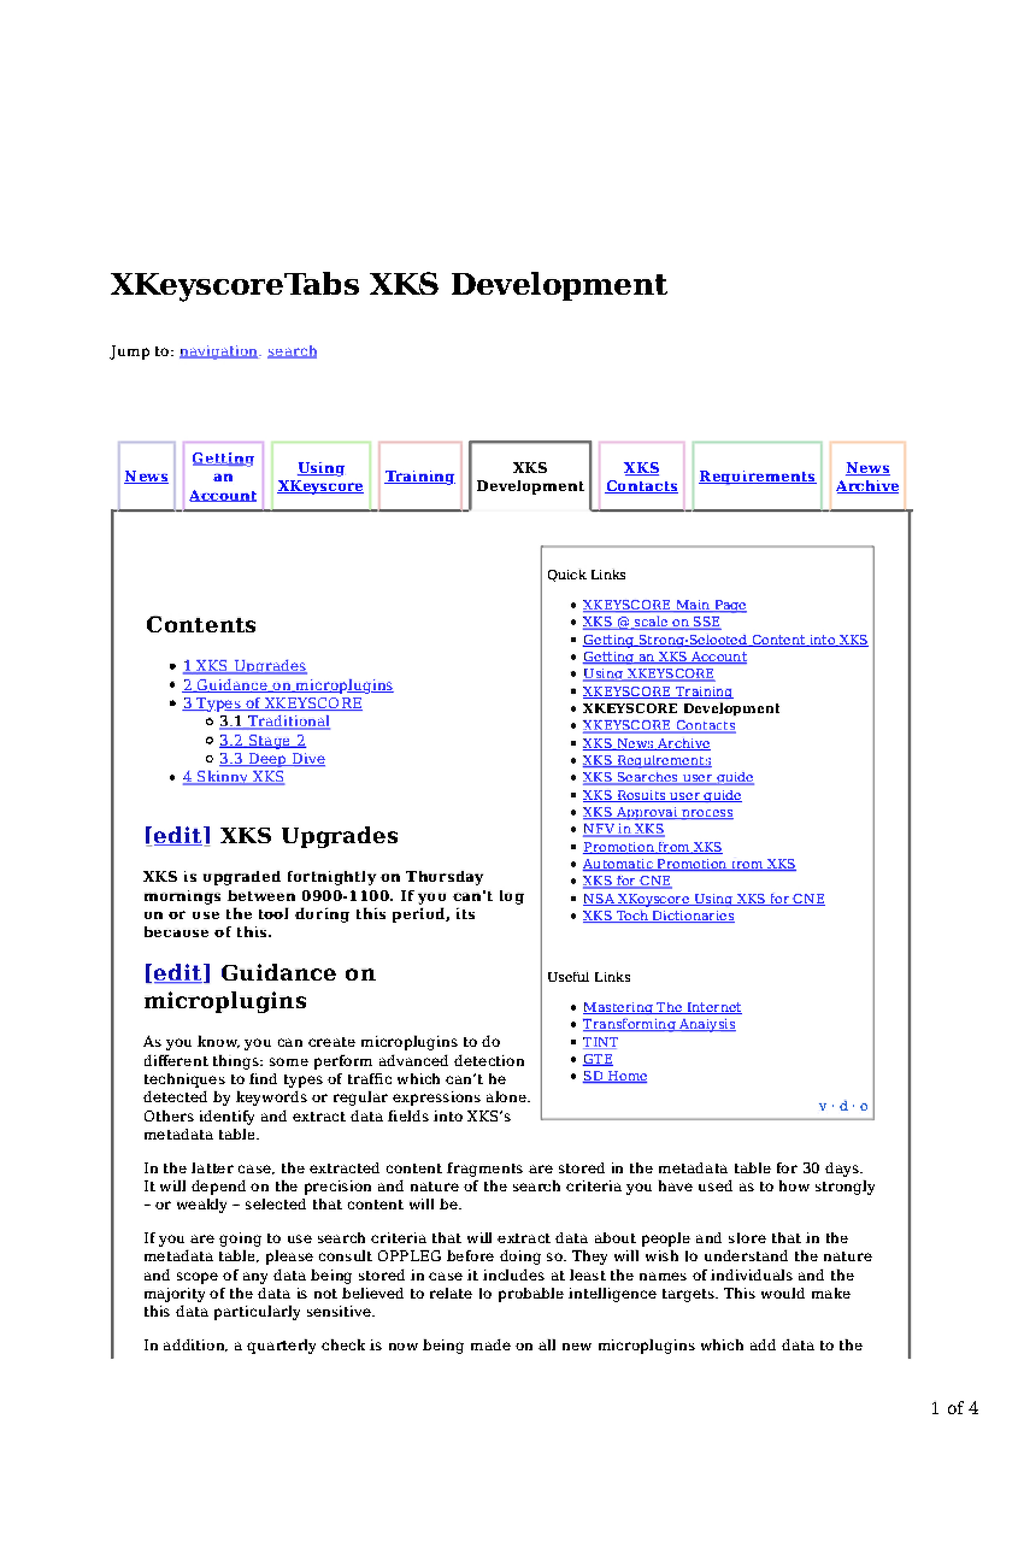 XKeyscoreTabs XKS Development
Jump to: navigation, search
News
Getting
an
Account
Using
XKeyscore
Training
XKS
Development
XKS
Contacts
Requirements
News
Archive
Contents
• 1 XKS Upgrades
• 2 Guidance on microplugins
• 3 Types of XKEYSCORE
○ 3.1 Traditional
○ 3.2 Stage 2
○ 3.3 Deep Dive
• 4 Skinny XKS
[edit] XKS Upgrades
XKS is upgraded fortnightly on Thursday
mornings between 0900-1100. If you can't log
on or use the tool during this period, its
because of this.
[edit] Guidance on
microplugins
As you know, you can create microplugins to do
different things: some perform advanced detection
techniques to find types of traffic which can't be
detected by keywords or regular expressions alone.
Others identify and extract data fields into XKS's
metadata table.
Quick Links
• XKEYSCORE Main Page
• XKS @ scale on SSE
• Getting Strong-Selected Content into XKS
• Getting an XKS Account
• Using XKEYSCORE
• XKEYSCORE Training
• XKEYSCORE Development
• XKEYSCORE Contacts
• XKS News Archive
• XKS Requirements
• XKS Searches user guide
• XKS Results user guide
• XKS Approval process
• NFV in XKS
• Promotion from XKS
• Automatic Promotion from XKS
• XKS for CNE
• NSA XKeyscore Using XKS for CNE
• XKS Tech Dictionaries
Useful Links
• Mastering The Internet
• Transforming Analysis
• TINT
• GTE
• SD Home
v · d · o
In the latter case, the extracted content fragments are stored in the metadata table for 30 days.
It will depend on the precision and nature of the search criteria you have used as to how strongly
– or weakly – selected that content will be.
If you are going to use search criteria that will extract data about people and store that in the
metadata table, please consult OPPLEG before doing so. They will wish to understand the nature
and scope of any data being stored in case it includes at least the names of individuals and the
majority of the data is not believed to relate to probable intelligence targets. This would make
this data particularly sensitive.
In addition, a quarterly check is now being made on all new microplugins which add data to the
1 of 4